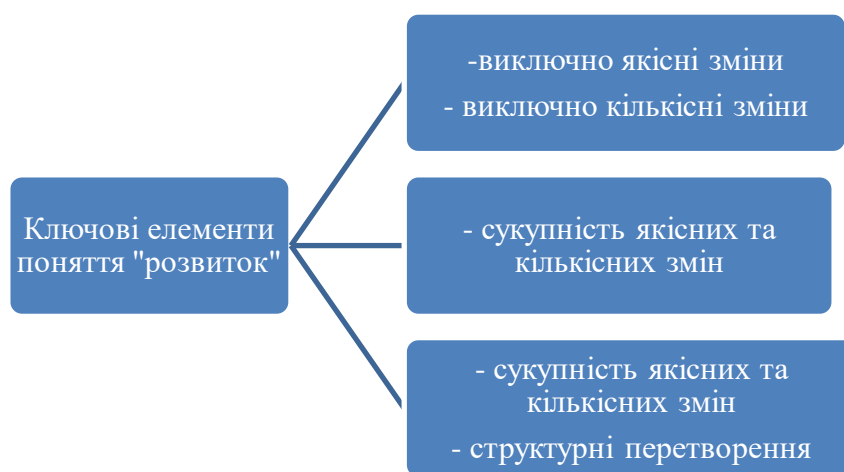 -виключно якісні зміни
- виключно кількісні зміни
Ключові елементи
поняття "розвиток"
- сукупність якісних та
кількісних змін
- сукупність якісних та
кількісних змін
- структурні перетворення